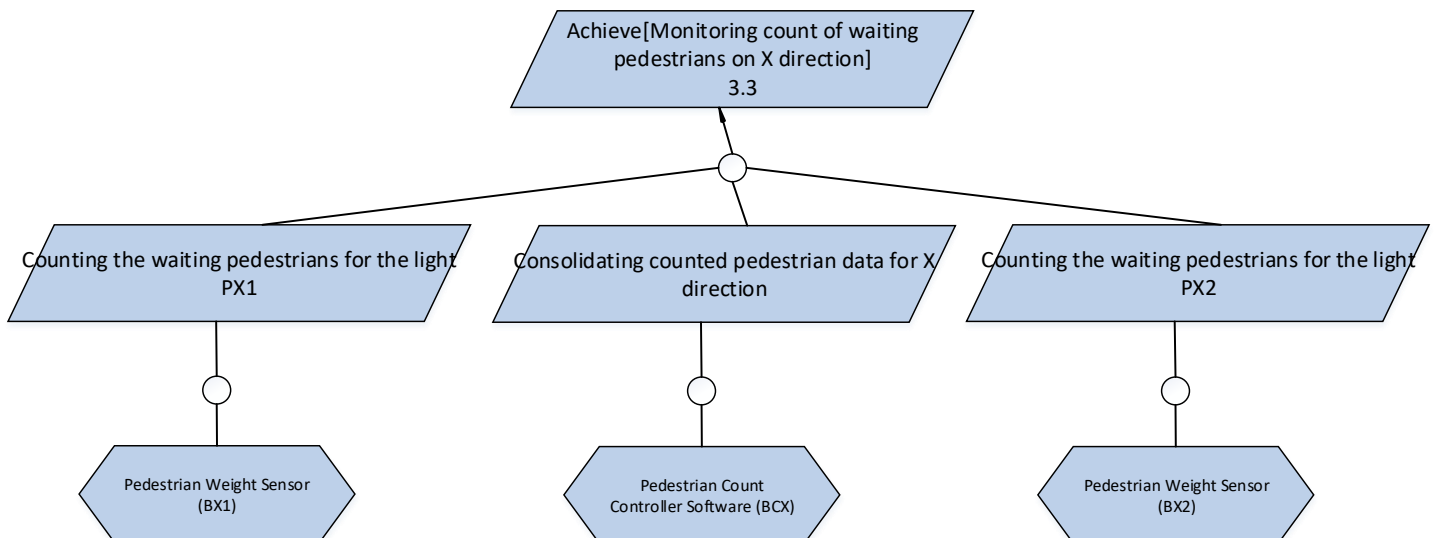 Achieve[Monitoring count of waiting
pedestrians on X direction]
3.3
Counting the waiting pedestrians for the light
PX1
Consolidating counted pedestrian data for X
direction
Counting the waiting pedestrians for the light
PX2
Pedestrian Weight Sensor
(BX1)
Pedestrian Count
Controller Software (BCX)
Pedestrian Weight Sensor
(BX2)